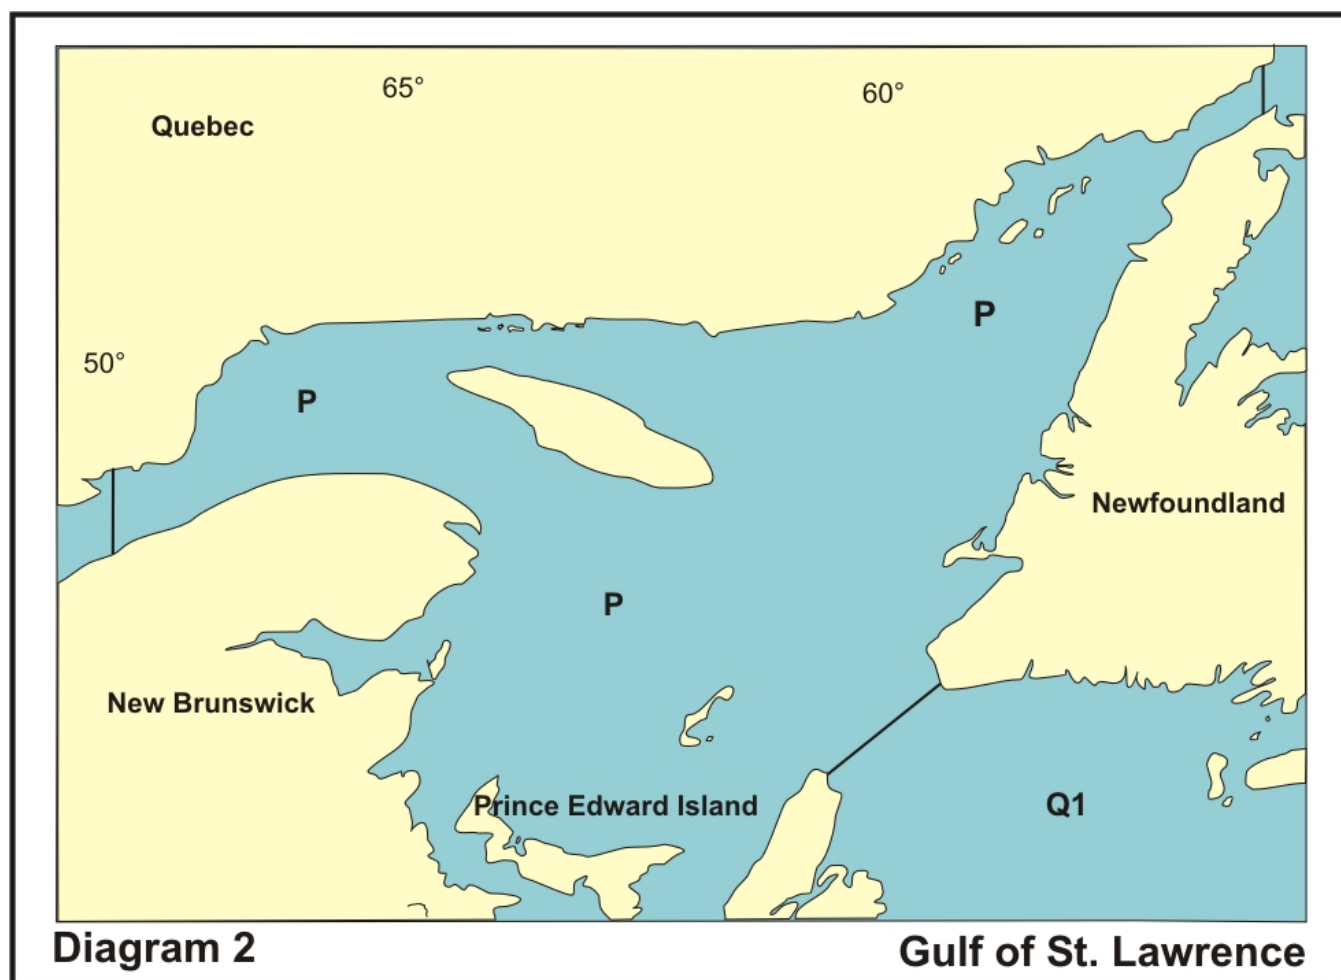 65°
60°
Quebec
P
50°
P
Newfoundland
P
New Brunswick
Prince Edward Island
Q1
Diagram 2
Gulf of St. Lawrence